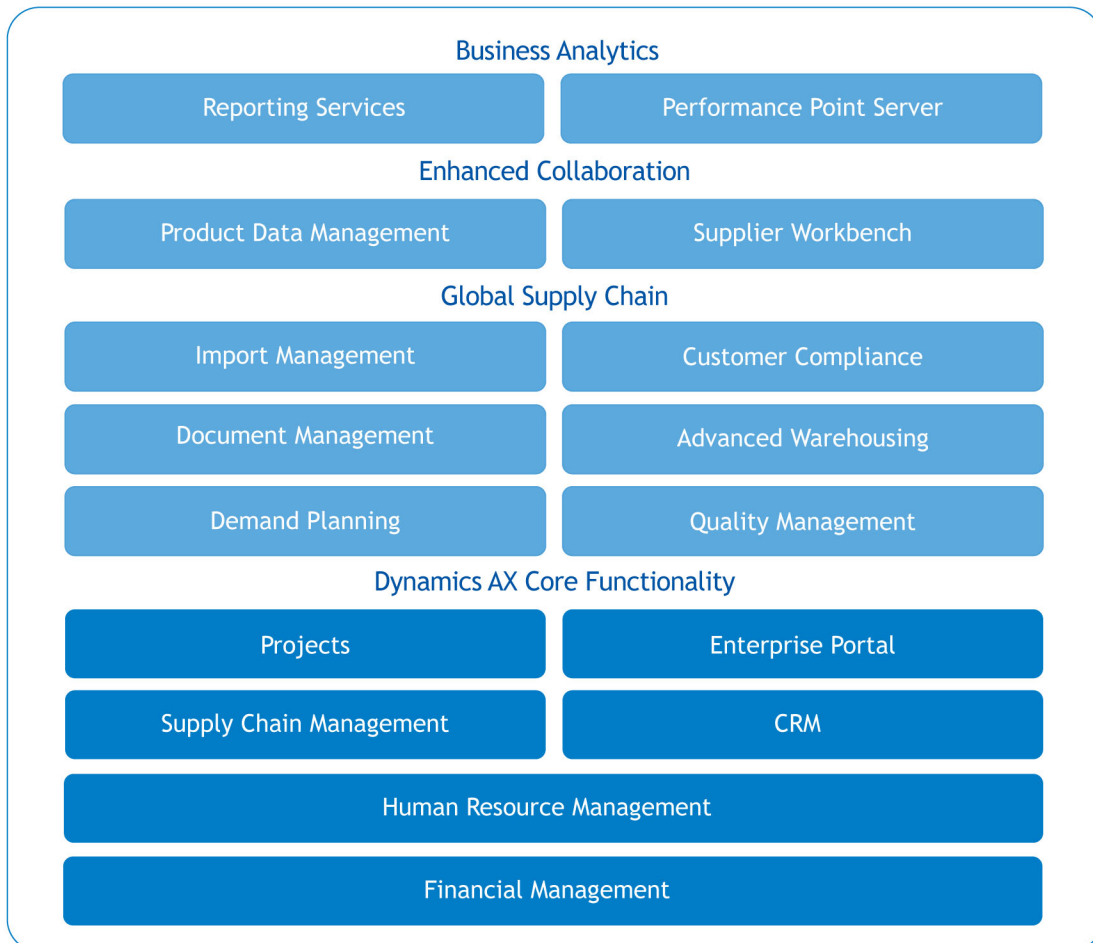 Business Analytics
Reporting Services
Performance Point Server
Enhanced Collaboration
Product Data Management
Supplier Workbench
Global Supply Chain
Import Management
Customer Compliance
Document Management
Advanced Warehousing
Demand Planning
Quality Management
Dynamics AX Core Functionality
Projects
Enterprise Portal
Supply Chain Management
CRM
Human Resource Management
Financial Management